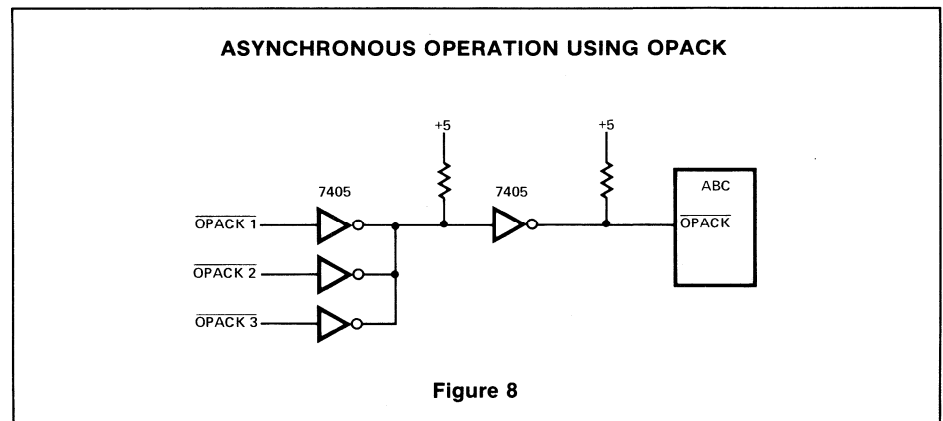 ASYNCHRONOUS OPERATION USING OPACK
+5
+5
7405
7405
ABC
OPACK 1
OPACK
OPACK 2
OPACK 3
Figure 8